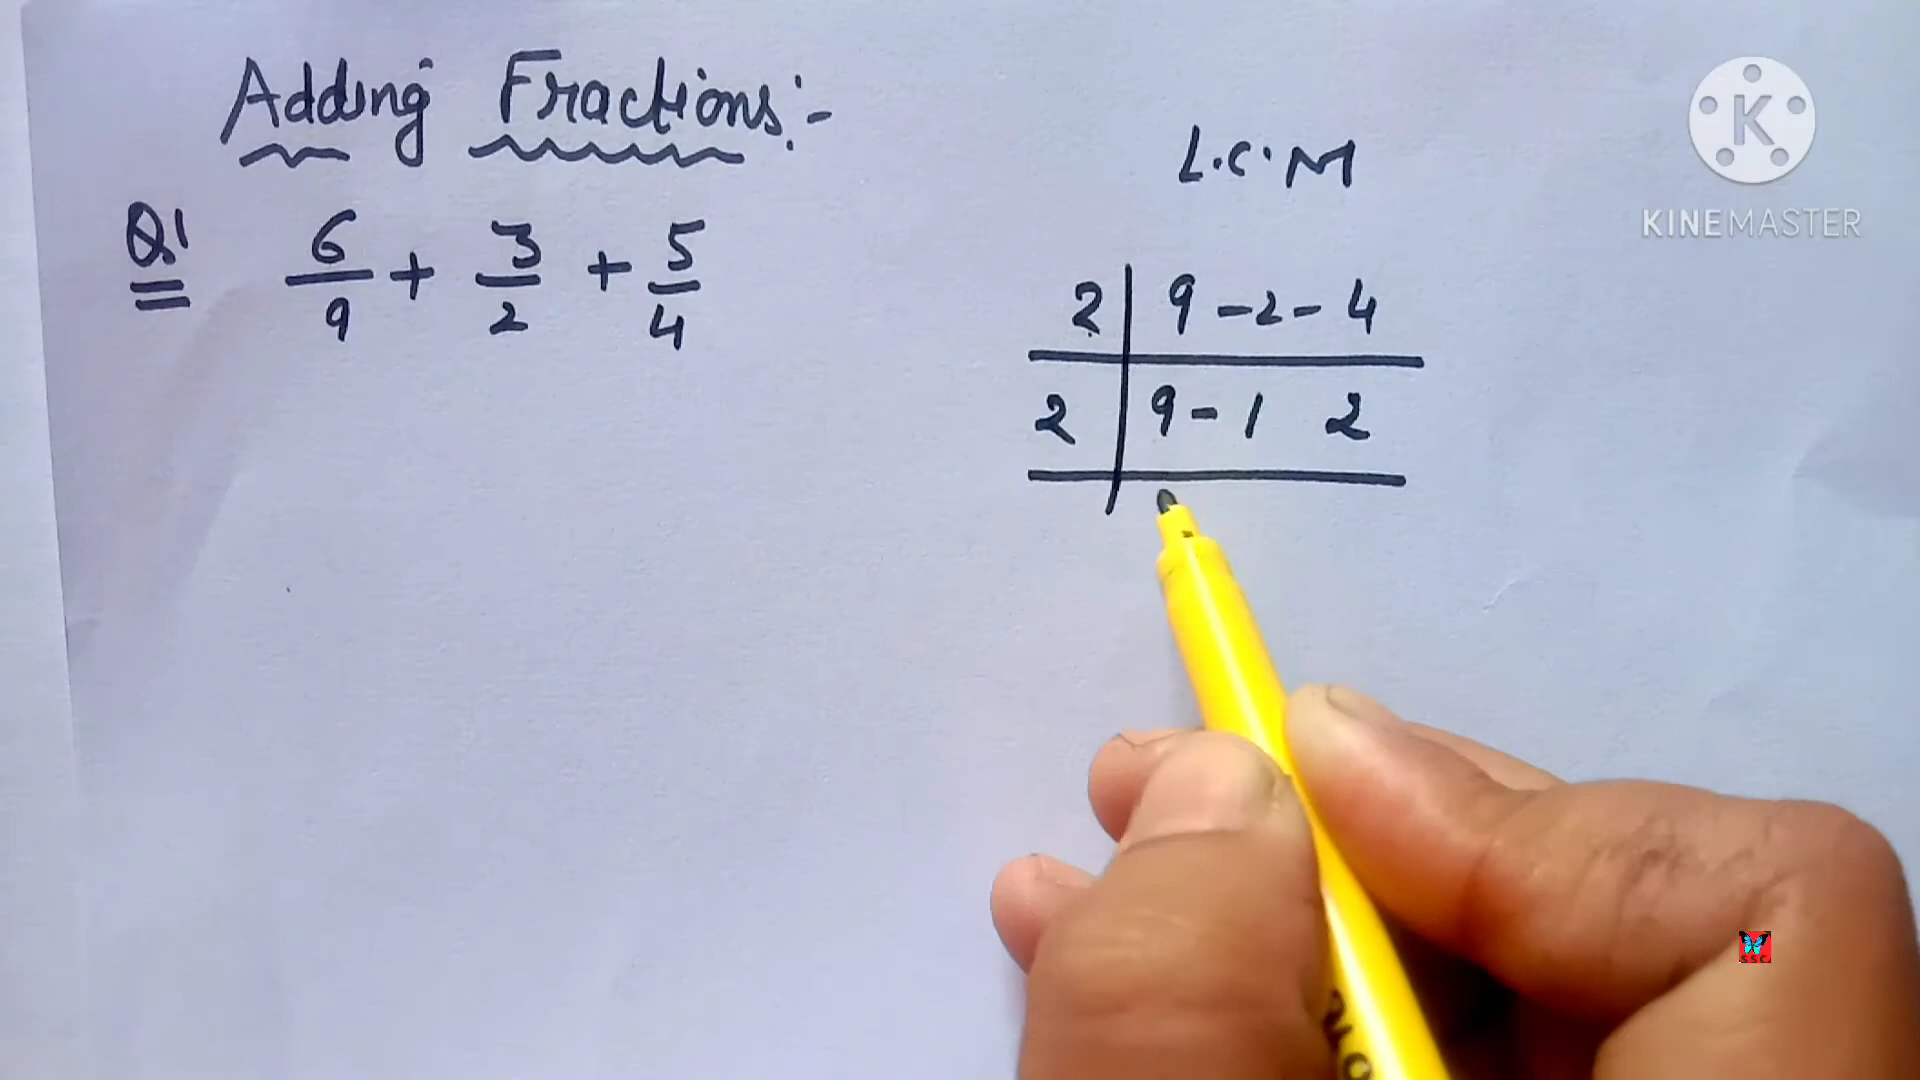 Adding Fractions:-
Q1 6/9 + 3/2 + 5/4
L.C.M
2 | 9 - 2 - 4
2 | 9 - 1 2
KINEMASTER
S S C